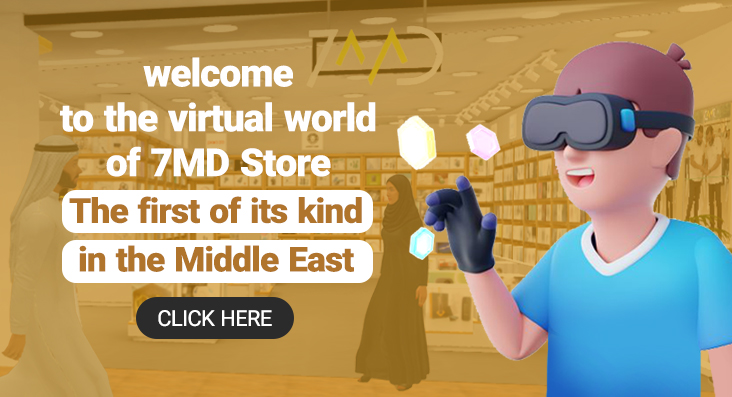 7MD
welcome
to the virtual world
of 7MD Store
The first of its kind
in the Middle East
CLICK HERE